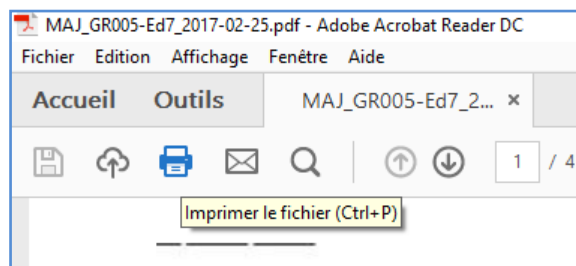 MAJ_GR005-Ed7_2017-02-25.pdf - Adobe Acrobat Reader DC
Fichier Edition Affichage Fenêtre Aide
Accueil Outils MAJ_GR005-Ed7_2... ×
1 / 4
Imprimer le fichier (Ctrl+P)